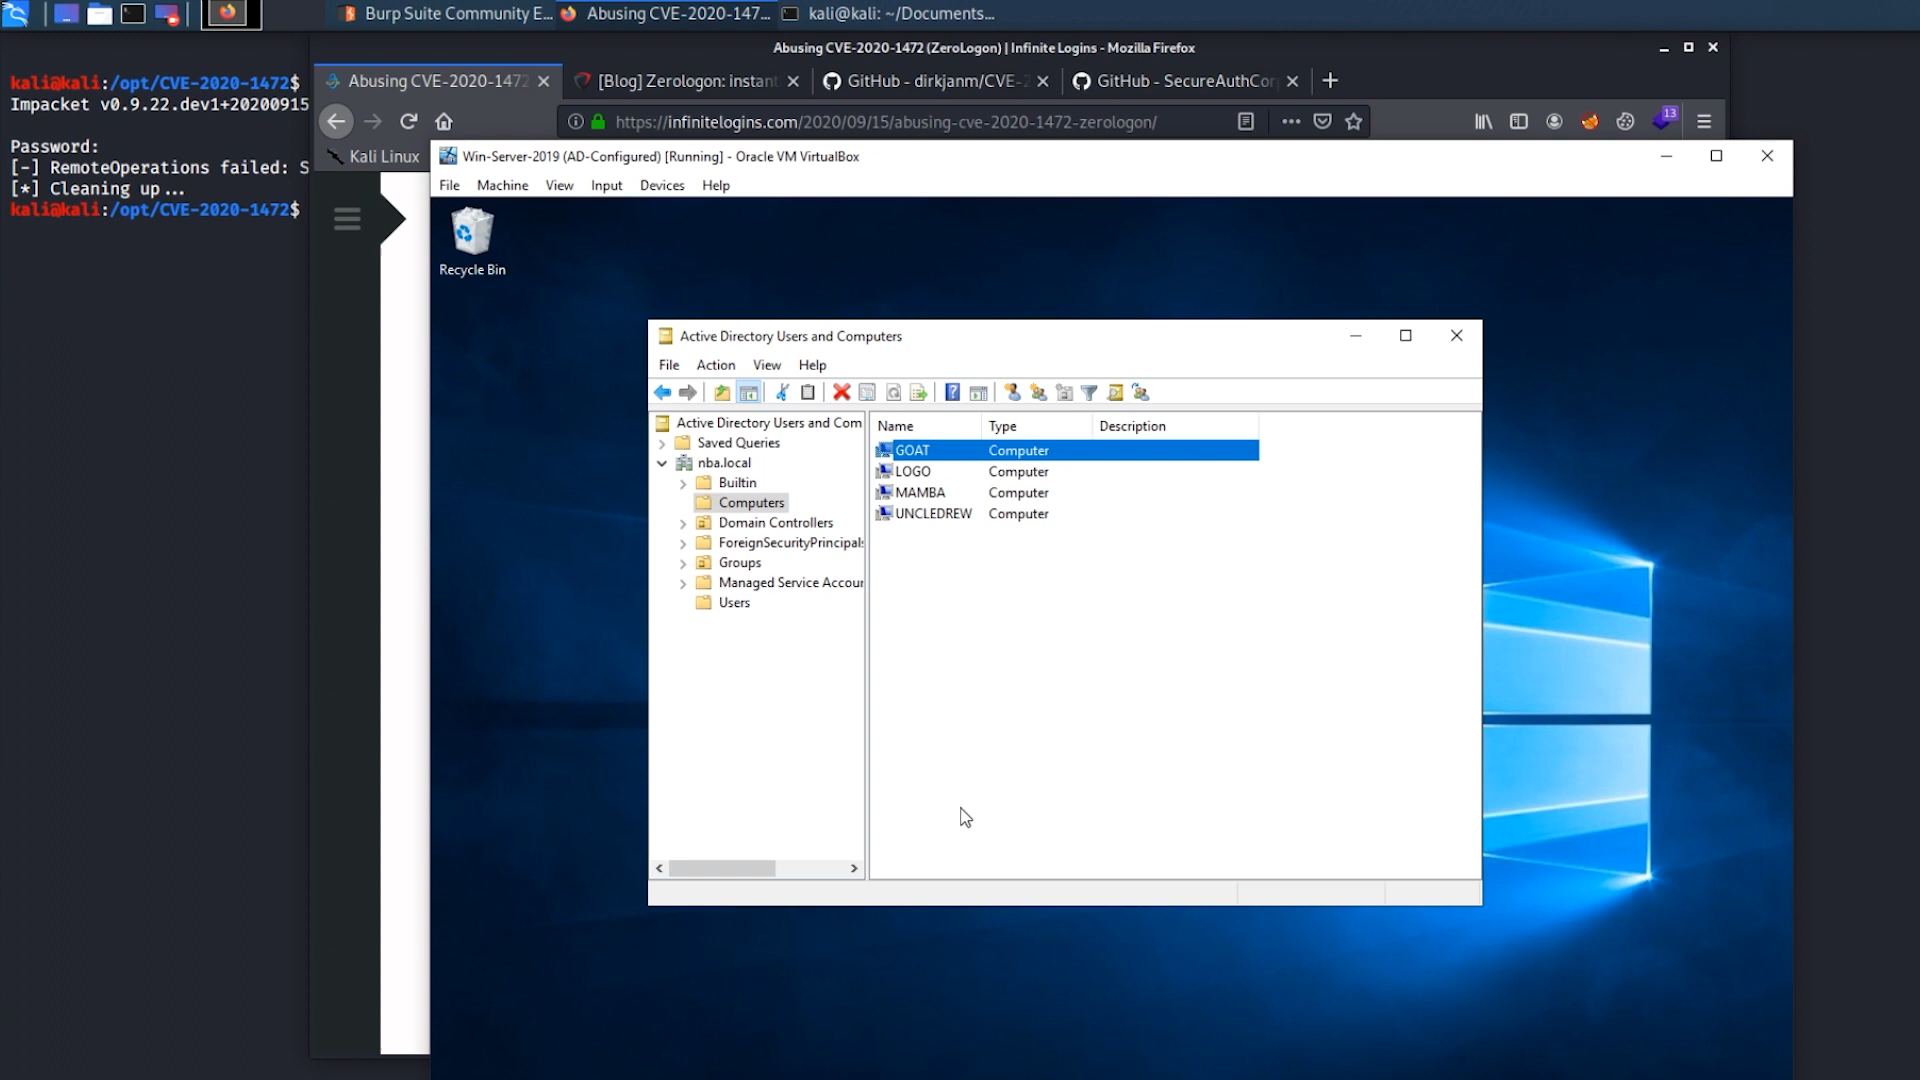 Burp Suite Community E...
Abusing CVE-2020-147...
kali@kali: ~/Documents...
Abusing CVE-2020-1472 (ZeroLogon) | Infinite Logins - Mozilla Firefox
kali@kali:/opt/CVE-2020-1472$
Impacket v0.9.22.dev1+20200915
Password:
[-] RemoteOperations failed: S
[*] Cleaning up ...
kali@kali:/opt/CVE-2020-1472$
Abusing CVE-2020-1472
[Blog] Zerologon: instant
GitHub - dirkjanm/CVE-2
GitHub - SecureAuthCor
https://infinitelogins.com/2020/09/15/abusing-cve-2020-1472-zerologon/
13
Kali Linux
Win-Server-2019 (AD-Configured) [Running] - Oracle VM VirtualBox
File Machine View Input Devices Help
Recycle Bin
Active Directory Users and Computers
File Action View Help
Active Directory Users and Com
Saved Queries
nba.local
Builtin
Computers
Domain Controllers
ForeignSecurityPrincipals
Groups
Managed Service Accour
Users
Name Type Description
GOAT Computer
LOGO Computer
MAMBA Computer
UNCLEDREW Computer